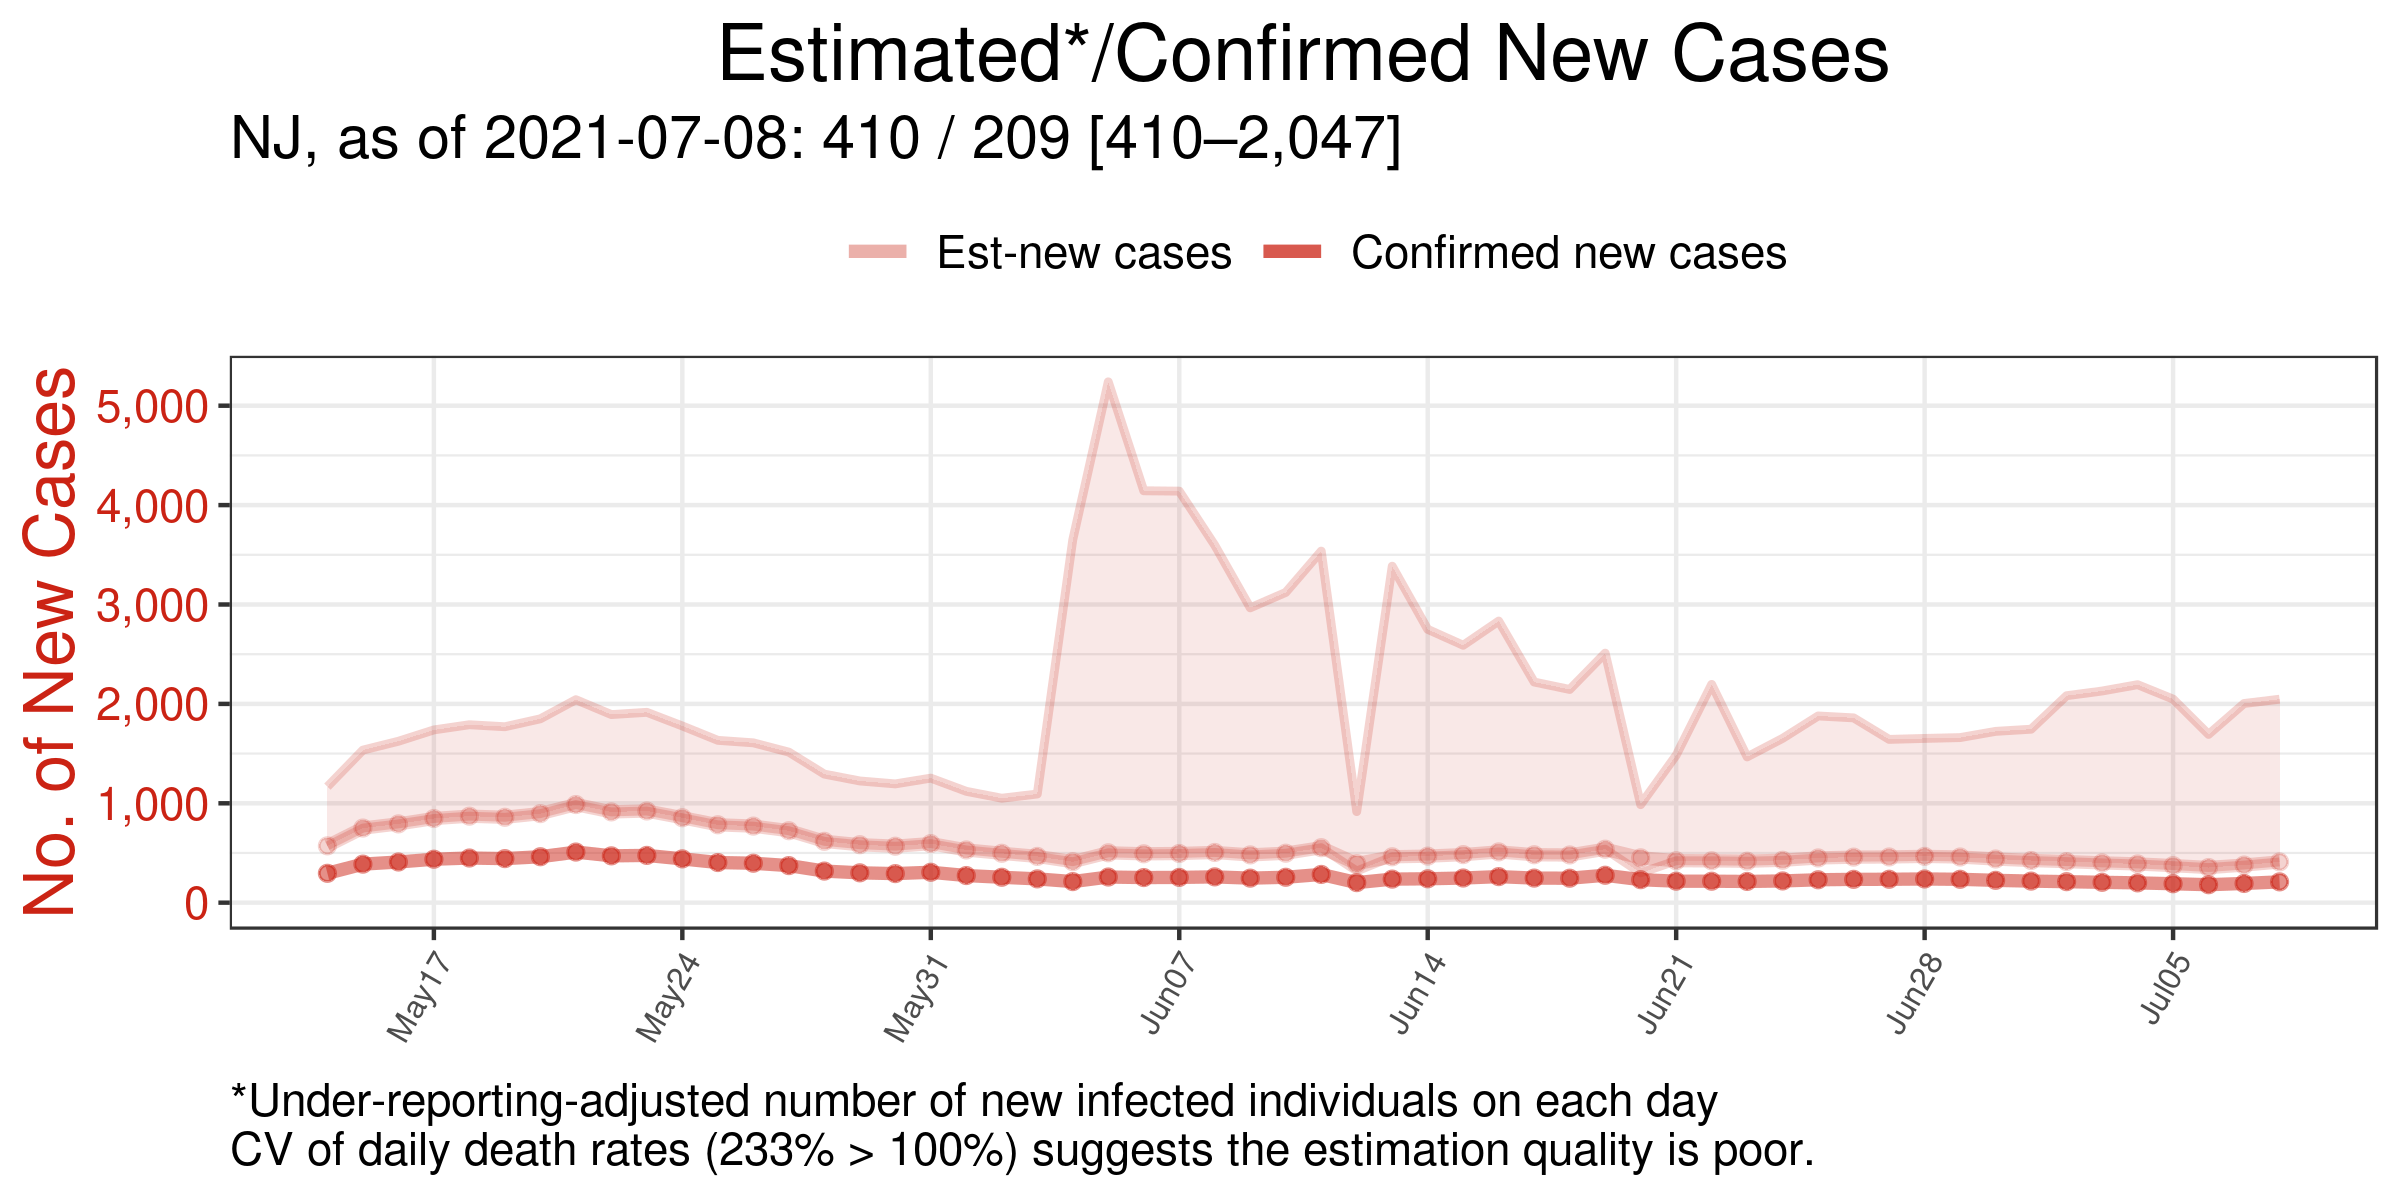 Estimated*/Confirmed New Cases
NJ, as of 2021-07-08: 410 / 209 [410–2,047]
Est-new cases
Confirmed new cases
No. of New Cases
5,000
4,000
3,000
2,000
1,000
0
May17
May24
May31
Jun07
Jun14
Jun21
Jun28
Jul05
*Under-reporting-adjusted number of new infected individuals on each day
CV of daily death rates (233% > 100%) suggests the estimation quality is poor.